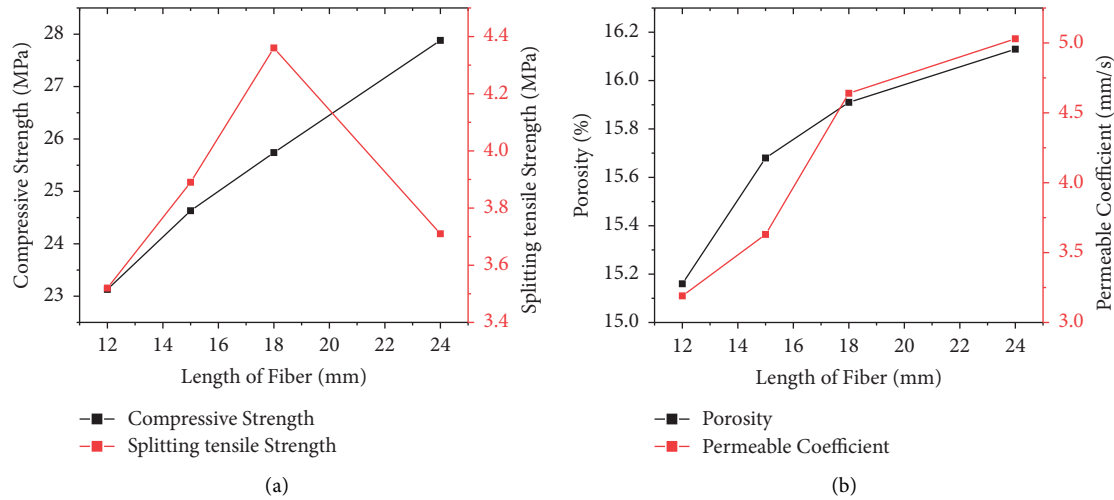 28
27
26
25
24
23
Compressive Strength (MPa)
4.4
4.2
4.0
3.8
3.6
3.4
Splitting tensile Strength (MPa)
12 14 16 18 20 22 24
Length of Fiber (mm)
Compressive Strength
Splitting tensile Strength
(a)
16.2
16.0
15.8
15.6
15.4
15.2
15.0
Porosity (%)
5.0
4.5
4.0
3.5
3.0
Permeable Coefficient (mm/s)
12 14 16 18 20 22 24
Length of Fiber (mm)
Porosity
Permeable Coefficient
(b)